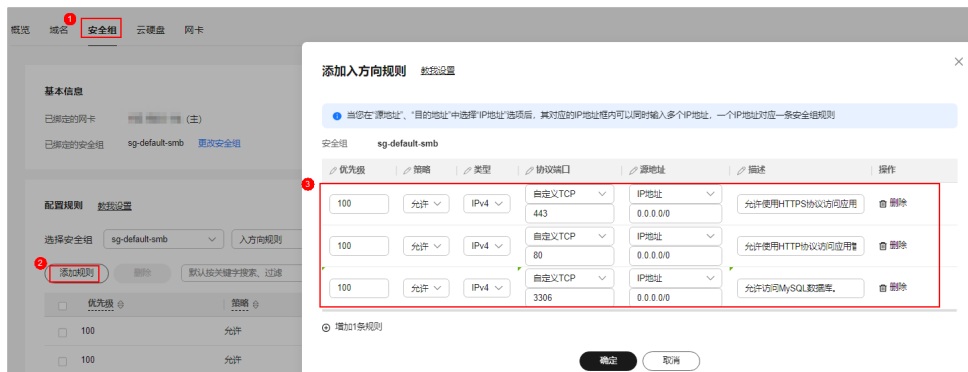 1
概览 域名 安全组 云硬盘 网卡
基本信息
已绑定的网卡 (主)
已绑定的安全组 sg-default-smb 更改安全组
配置规则 教我设置
选择安全组 sg-default-smb 入方向规则
2
添加规则 删除 默认按关键字搜索、过滤
优先级 策略
100 允许
100 允许
添加入方向规则 教我设置
当您在“源地址”、“目的地址”中选择“IP地址”选项后，其对应的IP地址框内可以同时输入多个IP地址，一个IP地址对应一条安全组规则
安全组 sg-default-smb
优先级 策略 类型 协议端口 源地址 描述 操作
3
100 允许 IPv4 自定义TCP IP地址 允许使用HTTPS协议访问应用 删除
443 0.0.0.0/0
100 允许 IPv4 自定义TCP IP地址 允许使用HTTP协议访问应用 删除
80 0.0.0.0/0
100 允许 IPv4 自定义TCP IP地址 允许访问MySQL数据库。 删除
3306 0.0.0.0/0
增加1条规则
确定 取消